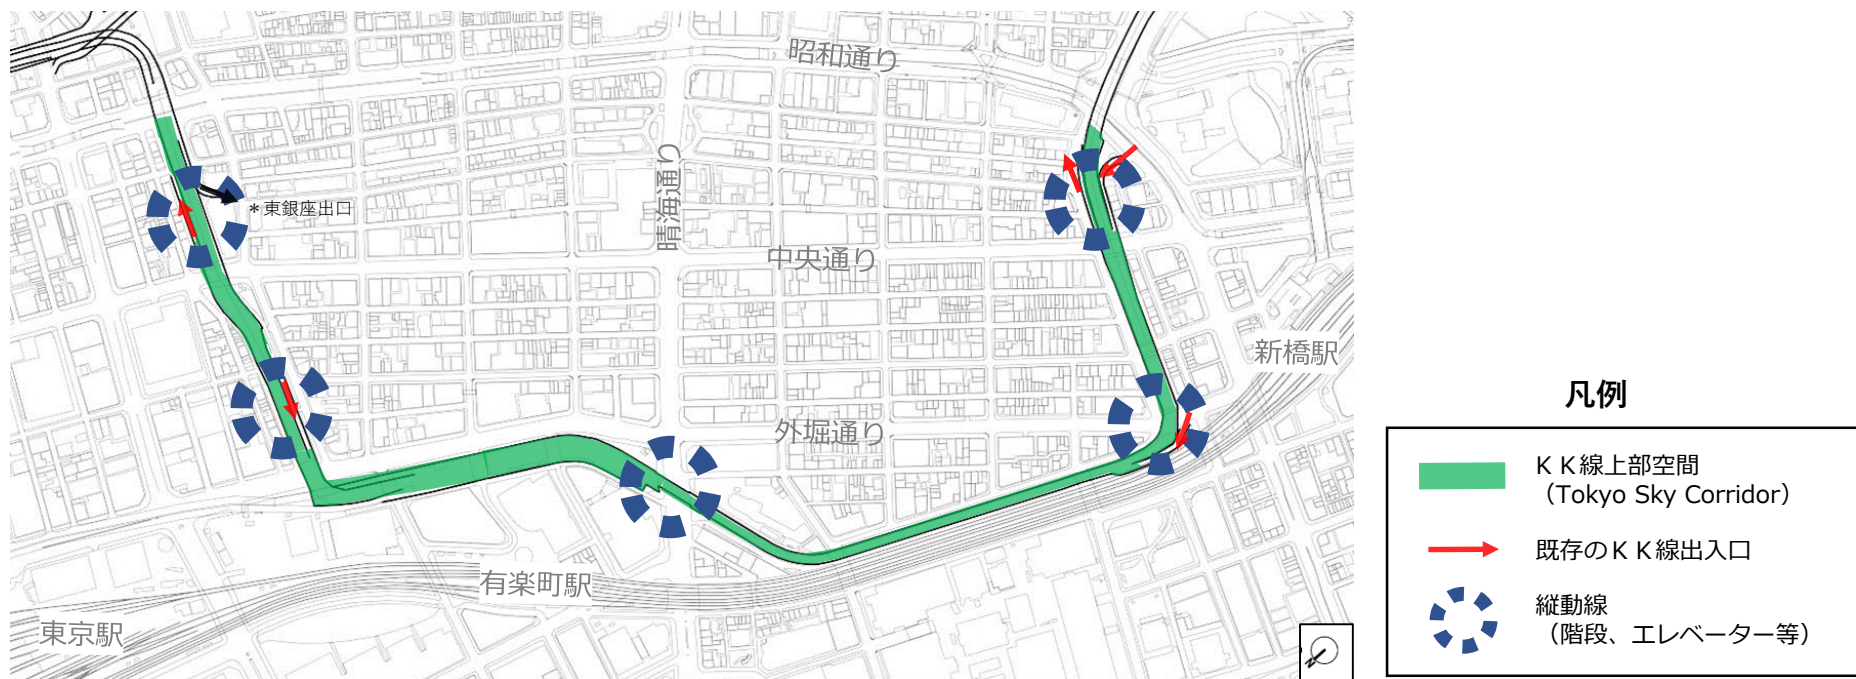 昭和通り
晴海通り
＊東銀座出口
中央通り
新橋駅
外堀通り
有楽町駅
東京駅
凡例
ＫＫ線上部空間
（Tokyo Sky Corridor）
既存のＫＫ線出入口
縦動線
（階段、エレベーター等）